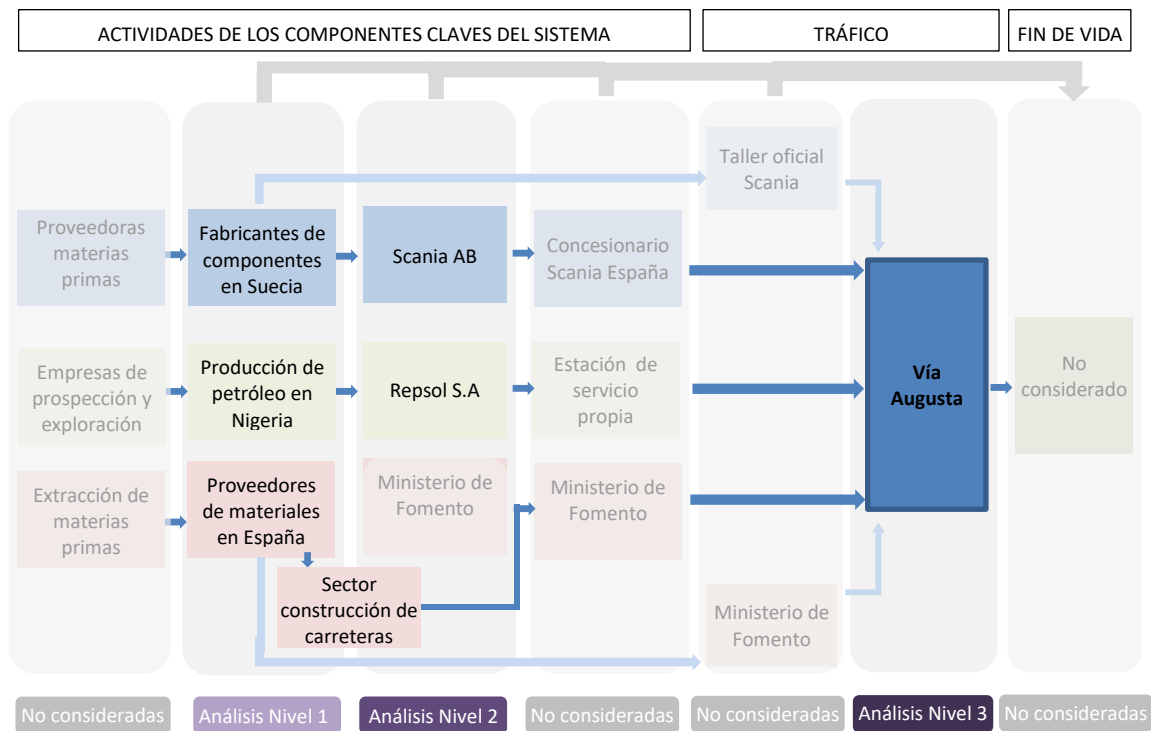 ACTIVIDADES DE LOS COMPONENTES CLAVES DEL SISTEMA
TRÁFICO
FIN DE VIDA
Taller oficial
Scania
Proveedoras
materias
primas
Fabricantes de
componentes
en Suecia
Scania AB
Concesionario
Scania España
Empresas de
prospección y
exploración
Producción de
petróleo en
Nigeria
Repsol S.A
Estación de
servicio
propia
Vía
Augusta
No
considerado
Extracción de
materias
primas
Proveedores
de materiales
en España
Ministerio de
Fomento
Ministerio de
Fomento
Sector
construcción de
carreteras
Ministerio de
Fomento
No consideradas
Análisis Nivel 1
Análisis Nivel 2
No consideradas
No consideradas
Análisis Nivel 3
No consideradas